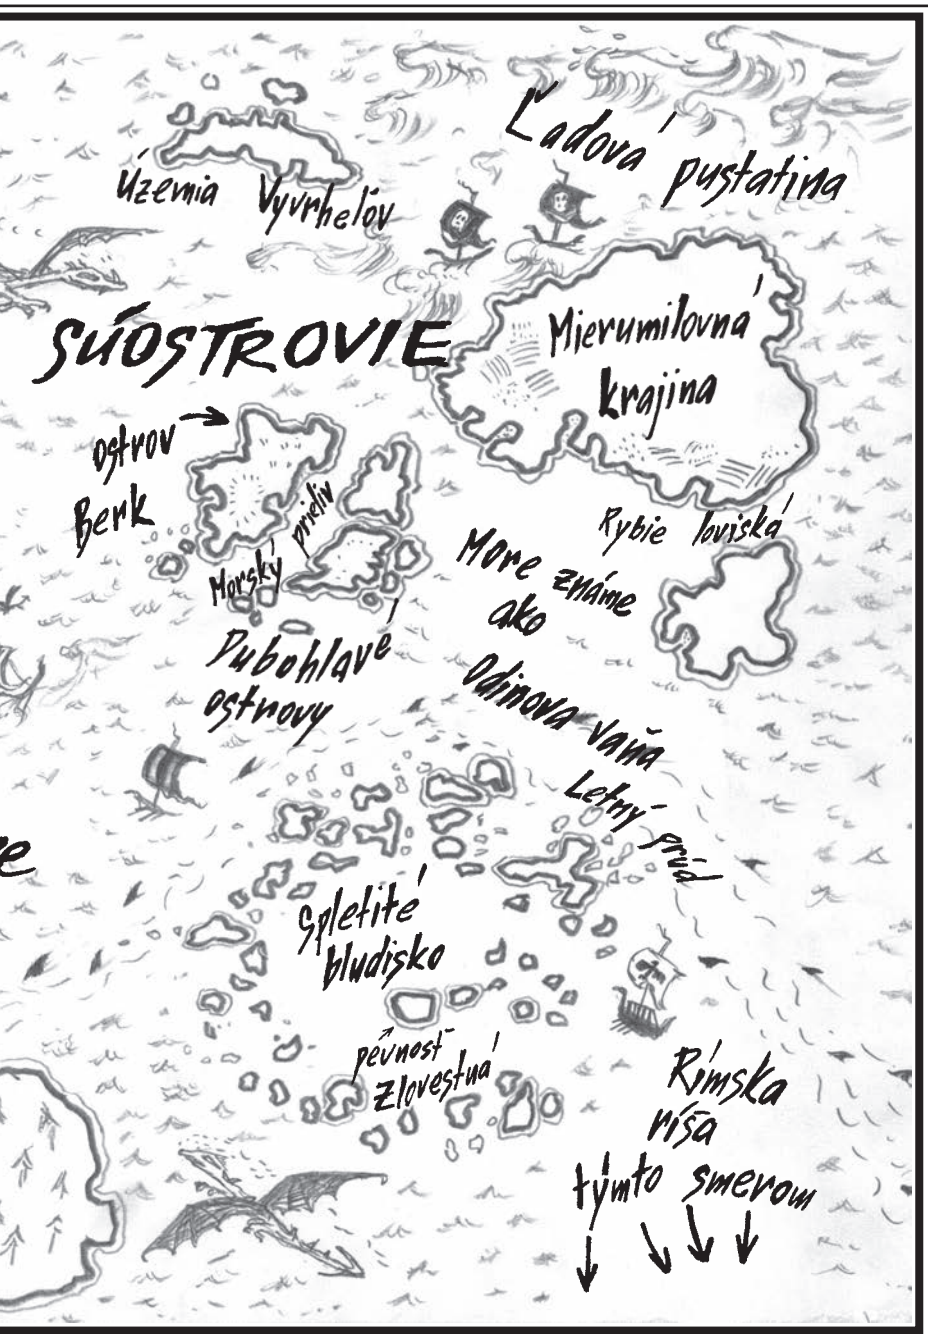 Ľadová pustatina
Územia Vyvrheľov
SÚOSTROVIE
Mierumilovná
krajina
ostrov
Berk
Morský prieliv
Rybie loviská
More známe
ako
Odinova vaňa
Dubohlavé
ostrovy
Letný prúd
Spletité
bludisko
pevnosť
Zlovestná
Rímska
ríša
týmto smerom